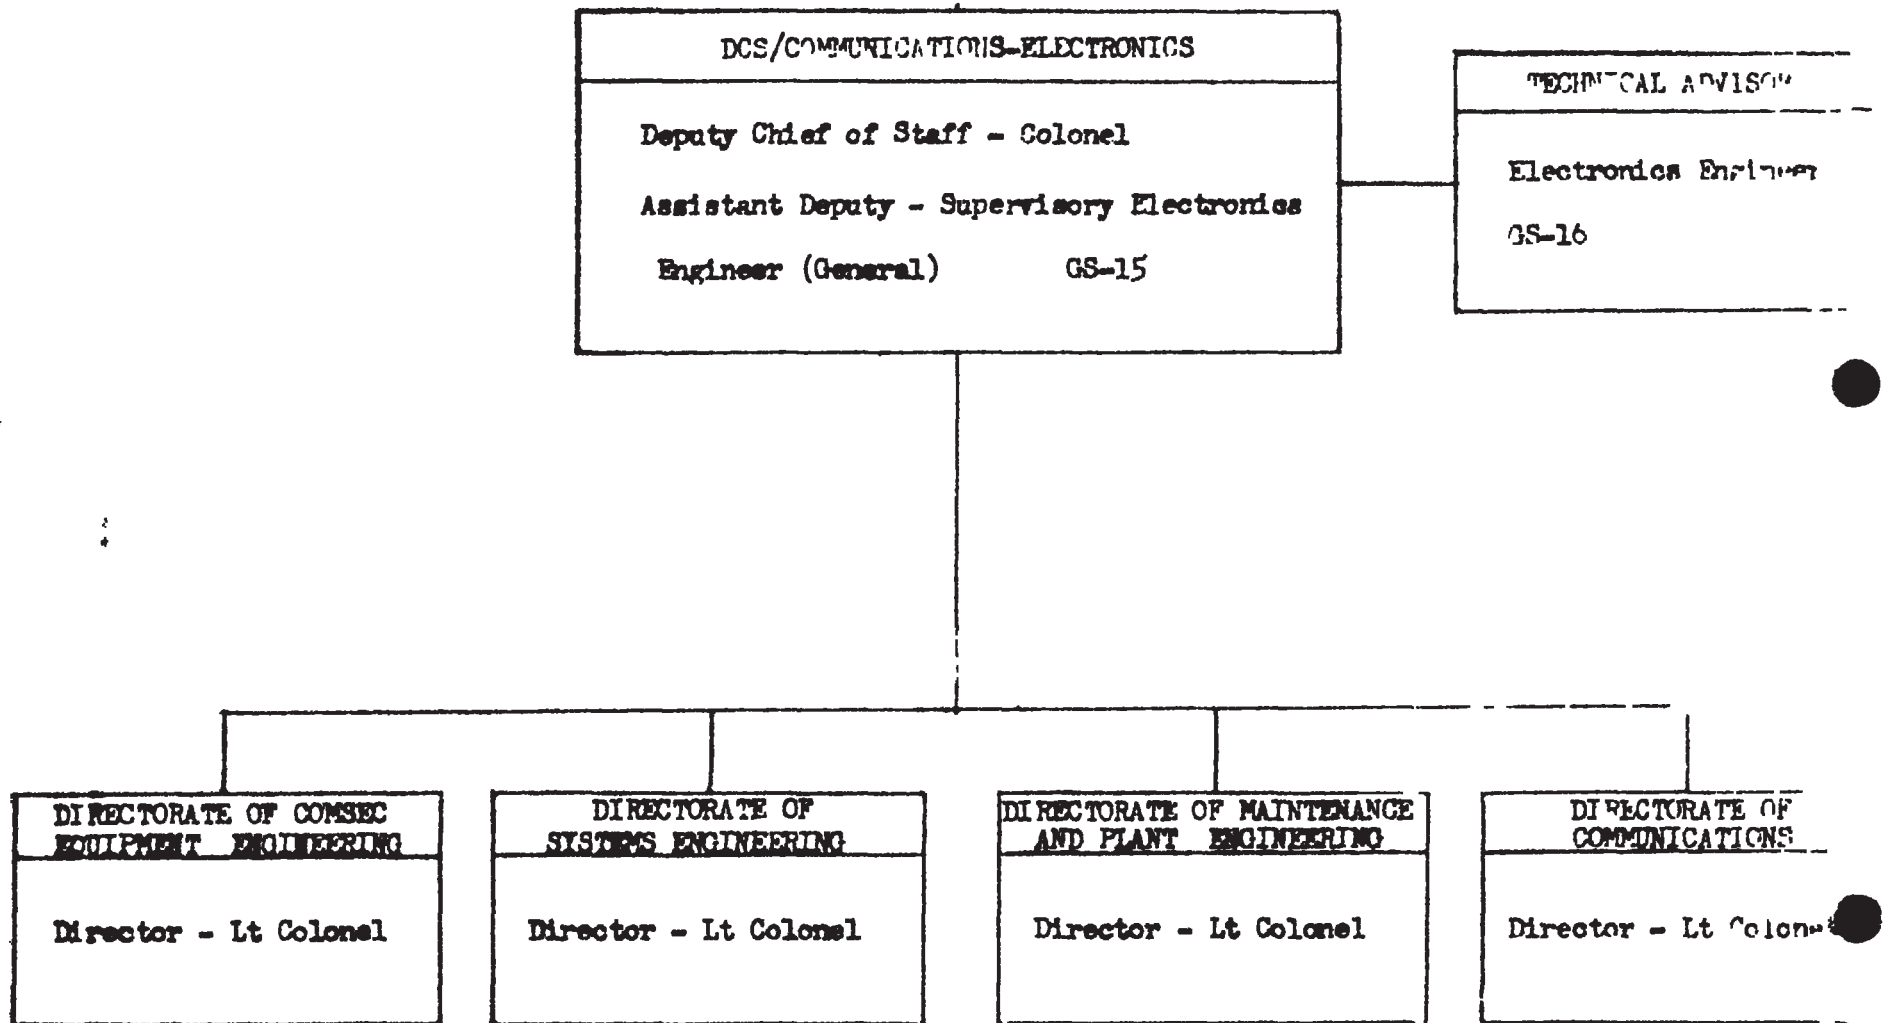 DCS/COMMUNICATIONS-ELECTRONICS
Deputy Chief of Staff - Colonel
Assistant Deputy - Supervisory Electronics
Engineer (General) GS-15
TECHNICAL ADVISOR
Electronics Engineer
GS-16
DIRECTORATE OF COMSEC
EQUIPMENT ENGINEERING
Director - Lt Colonel
DIRECTORATE OF
SYSTEMS ENGINEERING
Director - Lt Colonel
DIRECTORATE OF MAINTENANCE
AND PLANT ENGINEERING
Director - Lt Colonel
DIRECTORATE OF
COMMUNICATIONS
Director - Lt Colonel